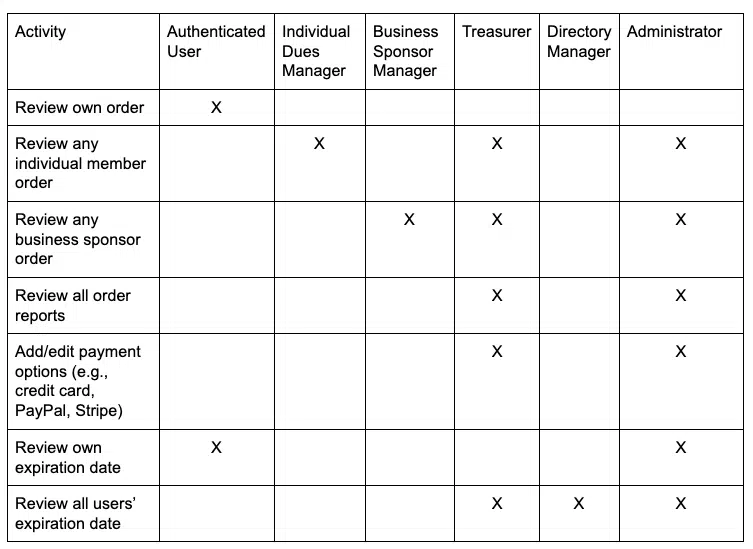 Activity Authenticated User Individual Dues Manager Business Sponsor Manager Treasurer Directory Manager Administrator
Review own order X
Review any individual member order X X X
Review any business sponsor order X X X
Review all order reports X X
Add/edit payment options (e.g., credit card, PayPal, Stripe) X X
Review own expiration date X X
Review all users’ expiration date X X X